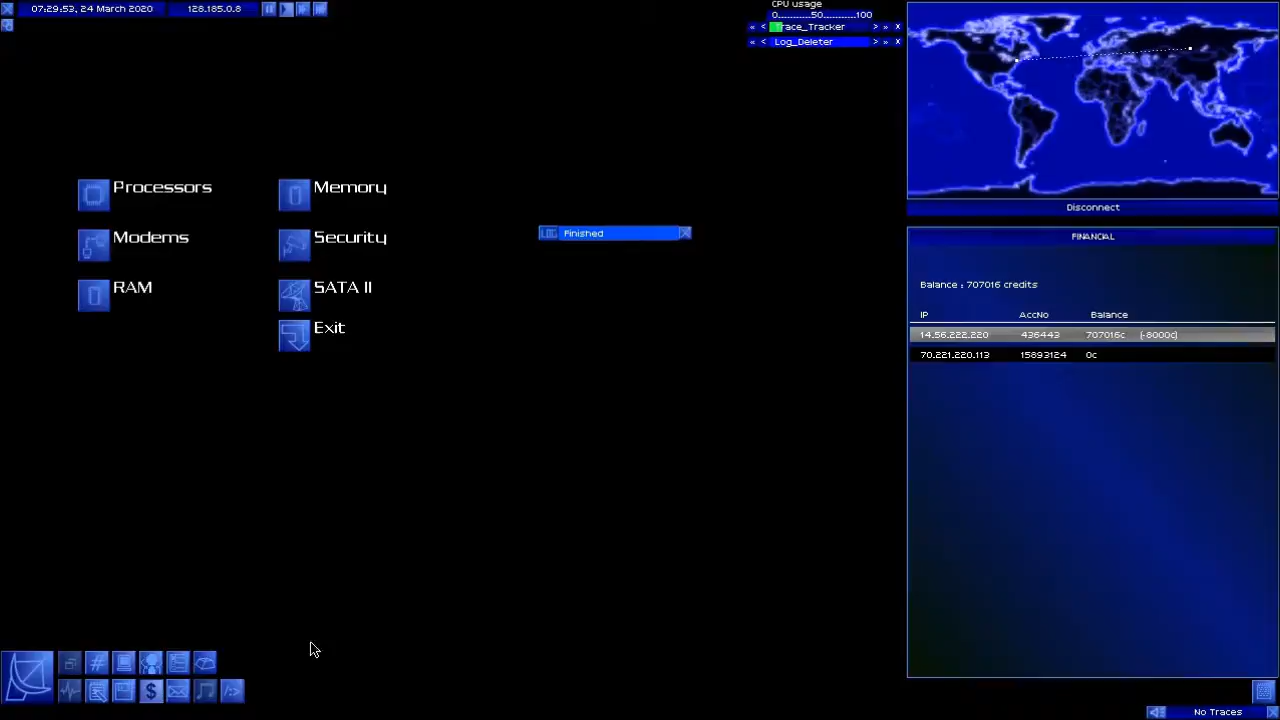 07:29:53, 24 March 2020
128.185.0.8
CPU usage
0..........50..........100
Trace_Tracker
Log_Deleter
Disconnect
Processors
Memory
Modems
Security
RAM
SATA II
Exit
LOG Finished
FINANCIAL
Balance : 707016 credits
IP AccNo Balance
14.56.222.220 436443 707016c (-8000c)
70.221.220.113 15893124 0c
No Traces